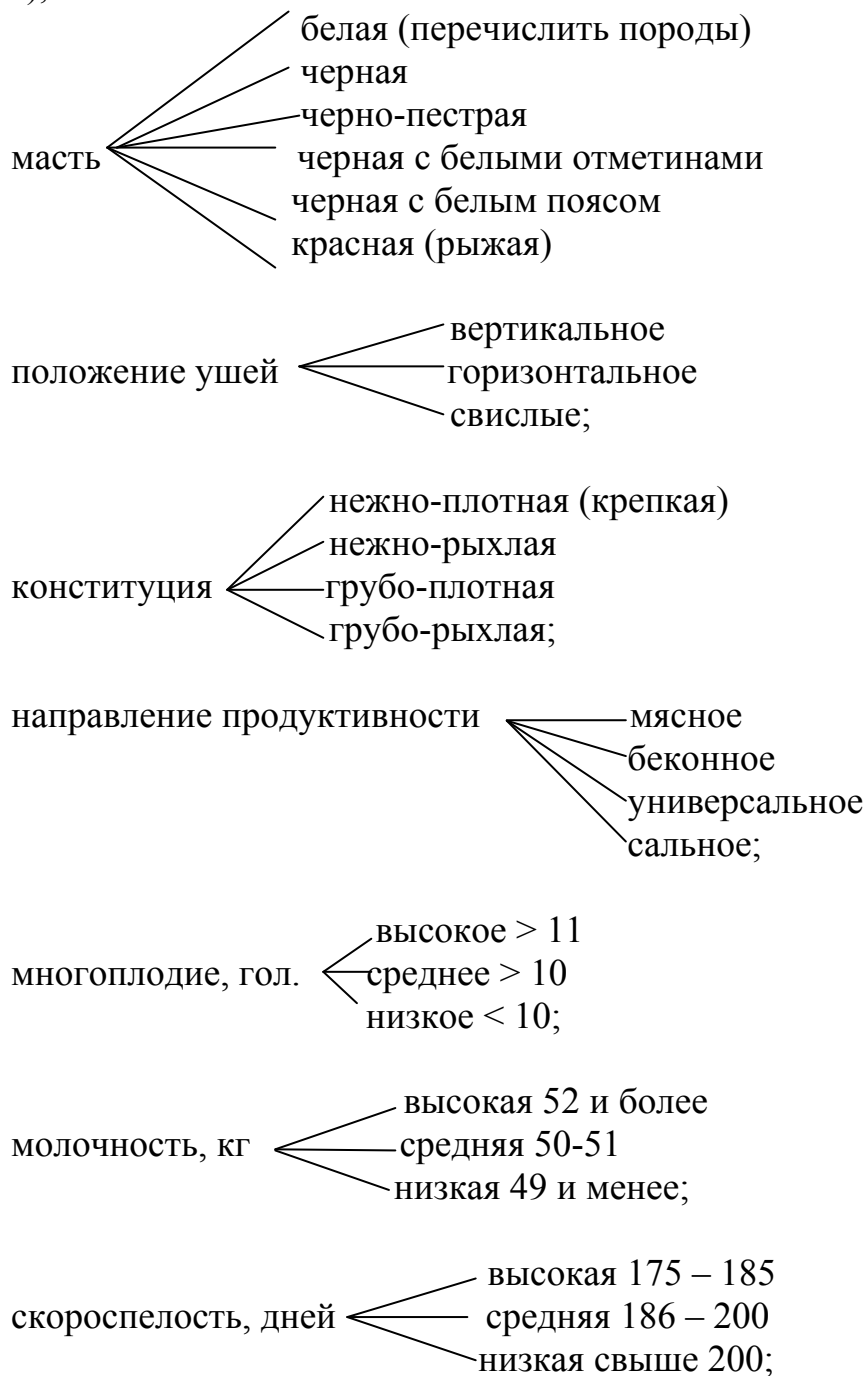 белая (перечислить породы)
черная
черно-пестрая
масть
черная с белыми отметинами
черная с белым поясом
красная (рыжая)
вертикальное
положение ушей
горизонтальное
свислые;
нежно-плотная (крепкая)
нежно-рыхлая
конституция
грубо-плотная
грубо-рыхлая;
направление продуктивности
мясное
беконное
универсальное
сальное;
высокое > 11
многоплодие, гол.
среднее > 10
низкое < 10;
высокая 52 и более
молочность, кг
средняя 50-51
низкая 49 и менее;
высокая 175 – 185
скороспелость, дней
средняя 186 – 200
низкая свыше 200;